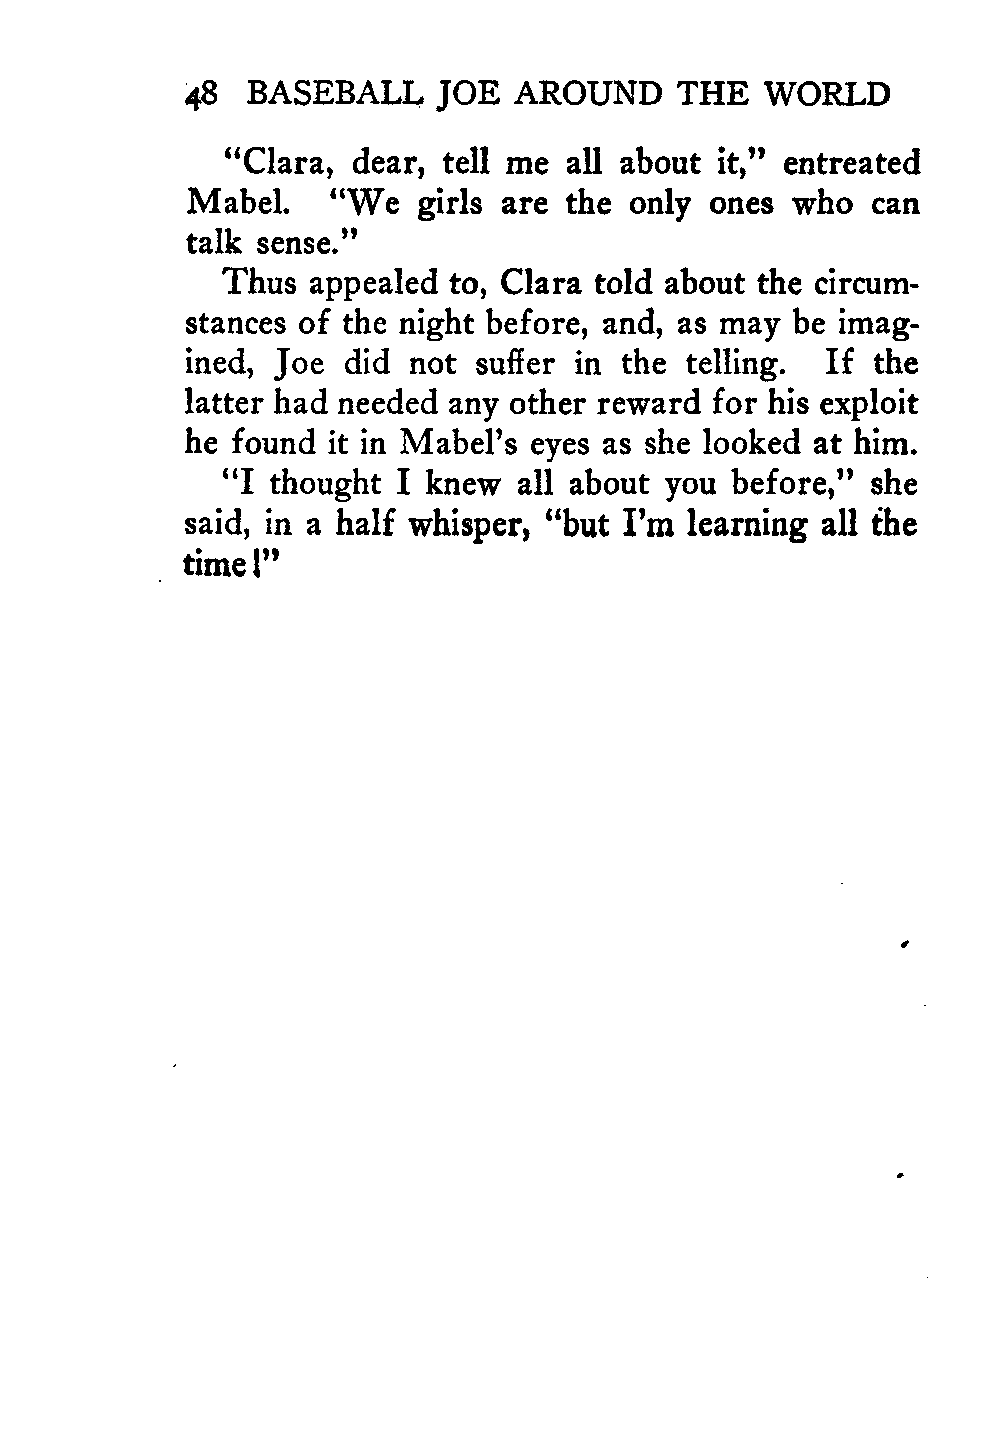 48 BASEBALL JOE AROUND THE WORLD
“Clara, dear, tell me all about it,” entreated
Mabel. “We girls are the only ones who can
talk sense.”
Thus appealed to, Clara told about the circum-
stances of the night before, and, as may be imag-
ined, Joe did not suffer in the telling. If the
latter had needed any other reward for his exploit
he found it in Mabel’s eyes as she looked at him.
“I thought I knew all about you before,” she
said, in a half whisper, “but I’m learning all the
time!”